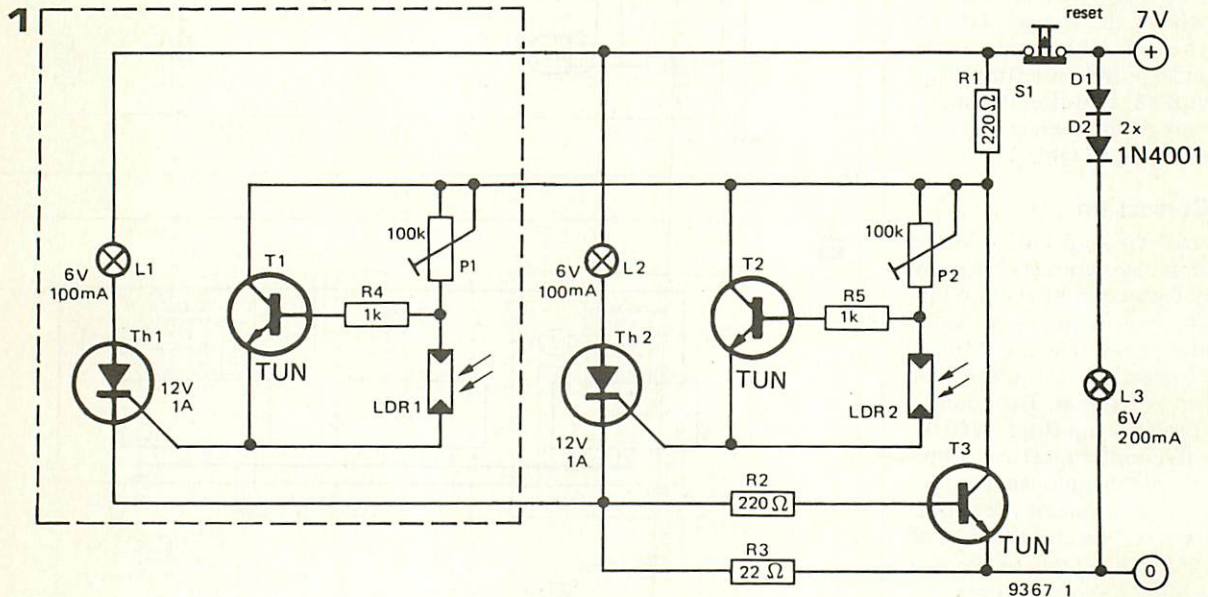 1
reset
7V
+
R1
220Ω
S1
D1
D2
2x
1N4001
100k
P1
100k
P2
6V
100mA
L1
T1
R4
1k
6V
100mA
L2
T2
R5
1k
Th1
TUN
Th2
TUN
12V
1A
LDR1
12V
1A
LDR2
L3
6V
200mA
T3
R2
220Ω
TUN
R3
22 Ω
0
9367 1